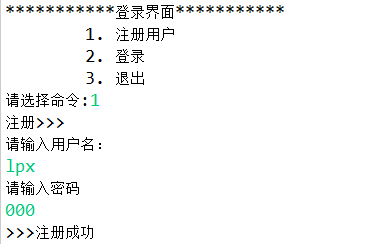 ***********登录界面***********
1. 注册用户
2. 登录
3. 退出
请选择命令:1
注册>>>
请输入用户名:
lpx
请输入密码
000
>>>注册成功